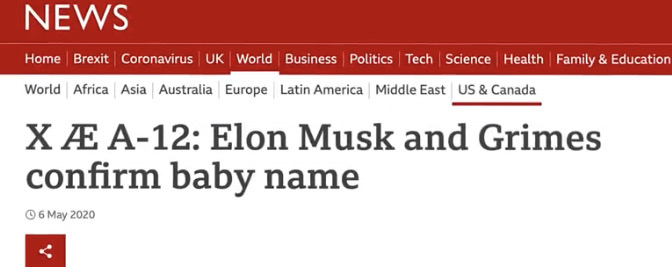 NEWS
Home Brexit Coronavirus UK World Business Politics Tech Science Health Family & Education
World Africa Asia Australia Europe Latin America Middle East US & Canada
X Æ A-12: Elon Musk and Grimes
confirm baby name
6 May 2020